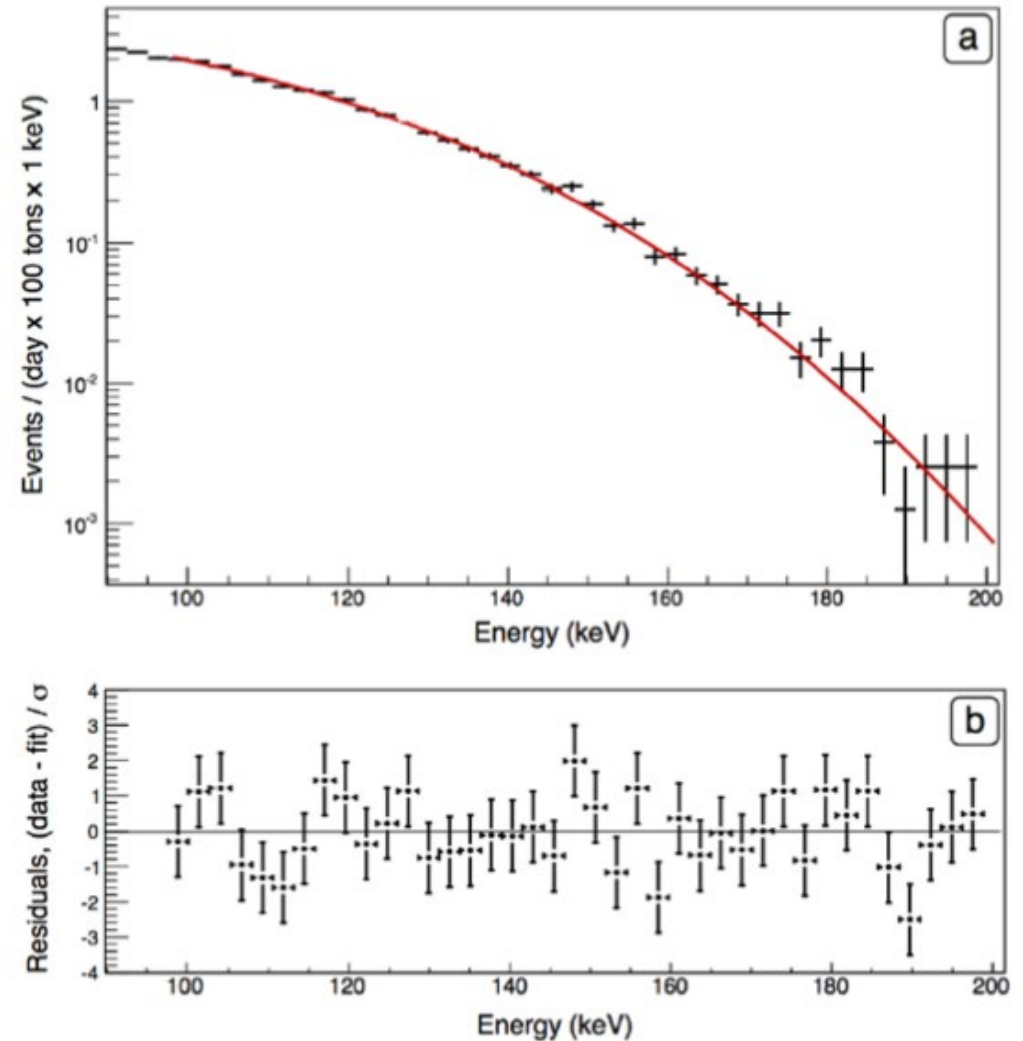 a
Events / (day x 100 tons x 1 keV)
1
10⁻¹
10⁻²
10⁻³
100 120 140 160 180 200
Energy (keV)
b
Residuals, (data - fit) / σ
4
3
2
1
0
-1
-2
-3
-4
100 120 140 160 180 200
Energy (keV)